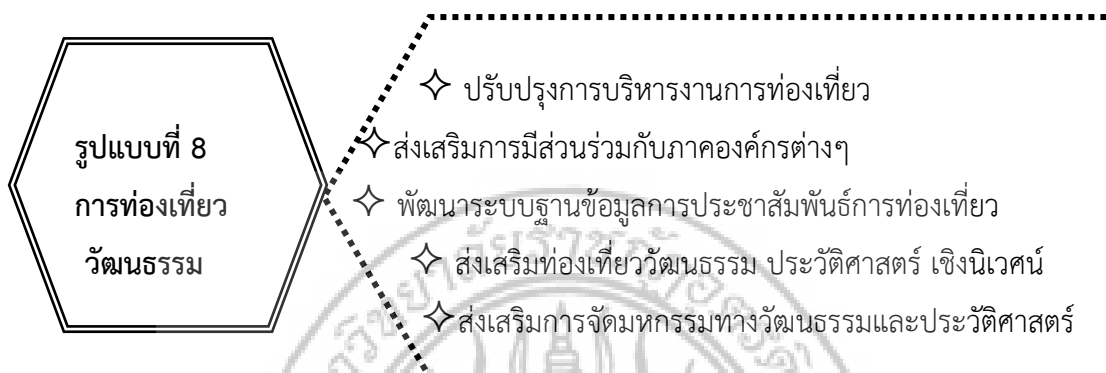 รูปแบบที่ 8
การท่องเที่ยว
วัฒนธรรม
ปรับปรุงการบริหารงานการท่องเที่ยว
ส่งเสริมการมีส่วนร่วมกับภาคองค์กรต่างๆ
พัฒนาระบบฐานข้อมูลการประชาสัมพันธ์การท่องเที่ยว
ส่งเสริมท่องเที่ยววัฒนธรรม ประวัติศาสตร์ เชิงนิเวศน์
ส่งเสริมการจัดมหกรรมทางวัฒนธรรมและประวัติศาสตร์